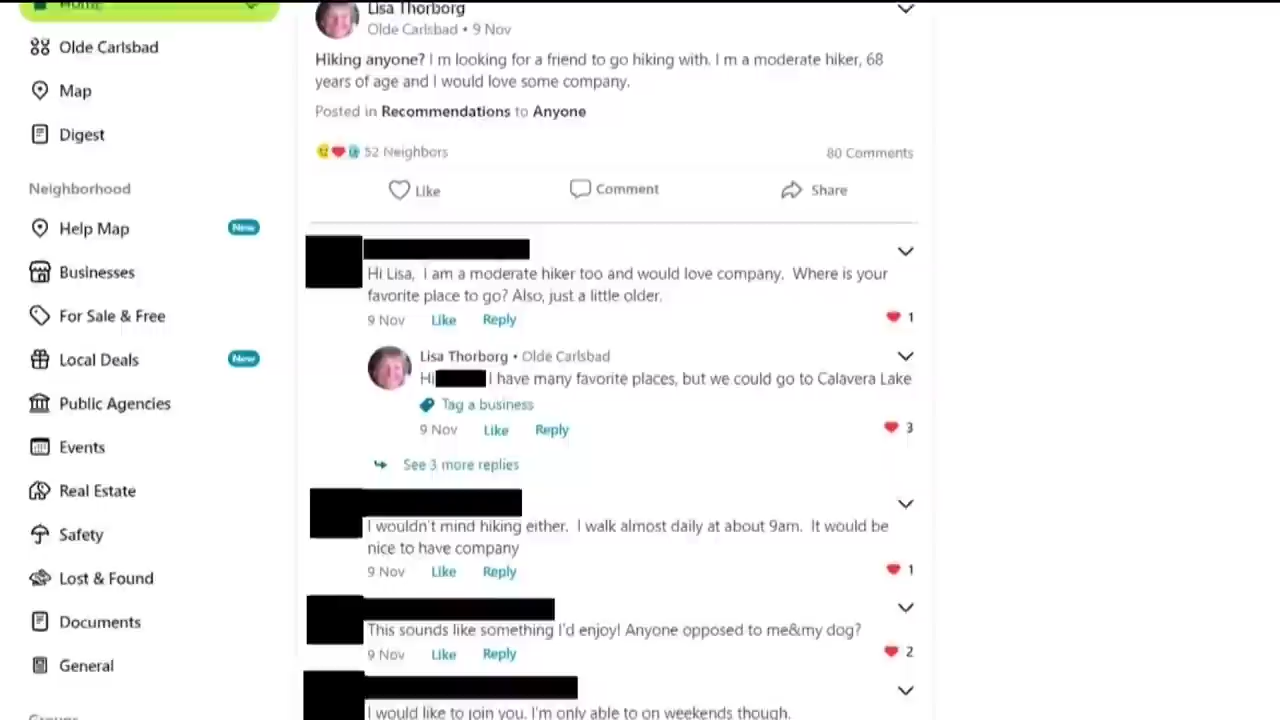 Home
Olde Carlsbad
Map
Digest
Neighborhood
Help Map New
Businesses
For Sale & Free
Local Deals New
Public Agencies
Events
Real Estate
Safety
Lost & Found
Documents
General
Groups
Lisa Thorborg
Olde Carlsbad • 9 Nov
Hiking anyone? I m looking for a friend to go hiking with. I m a moderate hiker, 68
years of age and I would love some company.
Posted in Recommendations to Anyone
52 Neighbors
80 Comments
Like
Comment
Share
Hi Lisa, I am a moderate hiker too and would love company. Where is your
favorite place to go? Also, just a little older.
9 Nov Like Reply
1
Lisa Thorborg • Olde Carlsbad
Hi I have many favorite places, but we could go to Calavera Lake
Tag a business
9 Nov Like Reply
3
See 3 more replies
I wouldn't mind hiking either. I walk almost daily at about 9am. It would be
nice to have company
9 Nov Like Reply
1
This sounds like something I'd enjoy! Anyone opposed to me&my dog?
9 Nov Like Reply
2
I would like to join you. I'm only able to on weekends though.